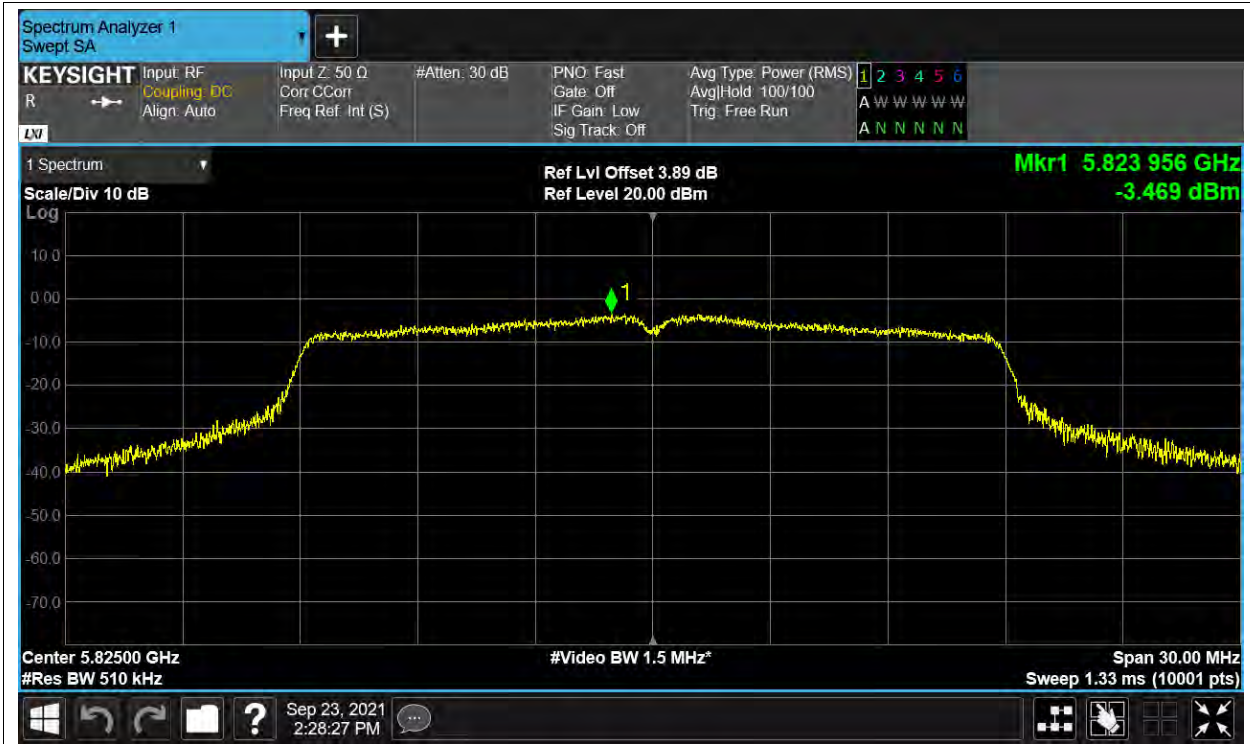 Spectrum Analyzer 1
Swept SA
KEYSIGHT
R
LXI
Input: RF
Coupling: DC
Align: Auto
Input Z: 50 Ω
Corr CCorr
Freq Ref: Int (S)
#Atten: 30 dB
PNO: Fast
Gate: Off
IF Gain: Low
Sig Track: Off
Avg Type: Power (RMS)
Avg|Hold: 100/100
Trig: Free Run
1 2 3 4 5 6
A W W W W W
A N N N N N
1 Spectrum
Scale/Div 10 dB
Ref Lvl Offset 3.89 dB
Ref Level 20.00 dBm
Mkr1 5.823 956 GHz
-3.469 dBm
Log
10.0
0.00
-10.0
-20.0
-30.0
-40.0
-50.0
-60.0
-70.0
1
Center 5.82500 GHz
#Res BW 510 kHz
#Video BW 1.5 MHz*
Span 30.00 MHz
Sweep 1.33 ms (10001 pts)
?
Sep 23, 2021
2:28:27 PM